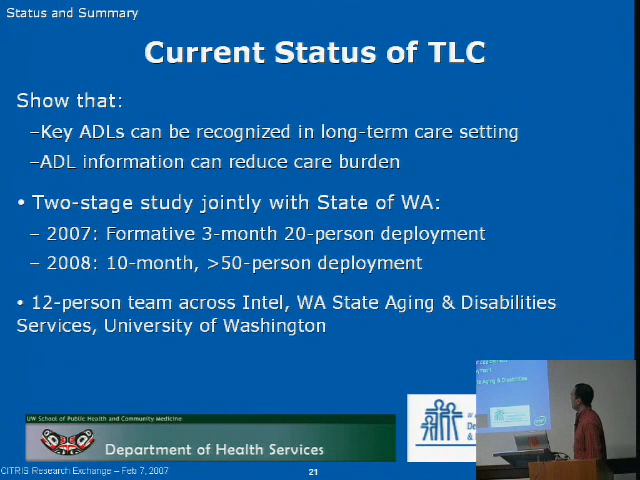 Status and Summary
Current Status of TLC
Show that:
–Key ADLs can be recognized in long-term care setting
–ADL information can reduce care burden
• Two-stage study jointly with State of WA:
– 2007: Formative 3-month 20-person deployment
– 2008: 10-month, >50-person deployment
• 12-person team across Intel, WA State Aging & Disabilities
Services, University of Washington
UW School of Public Health and Community Medicine
Department of Health Services
W
De
&
CITRIS Research Exchange – Feb 7, 2007
21
Aging & Disabilities
intel